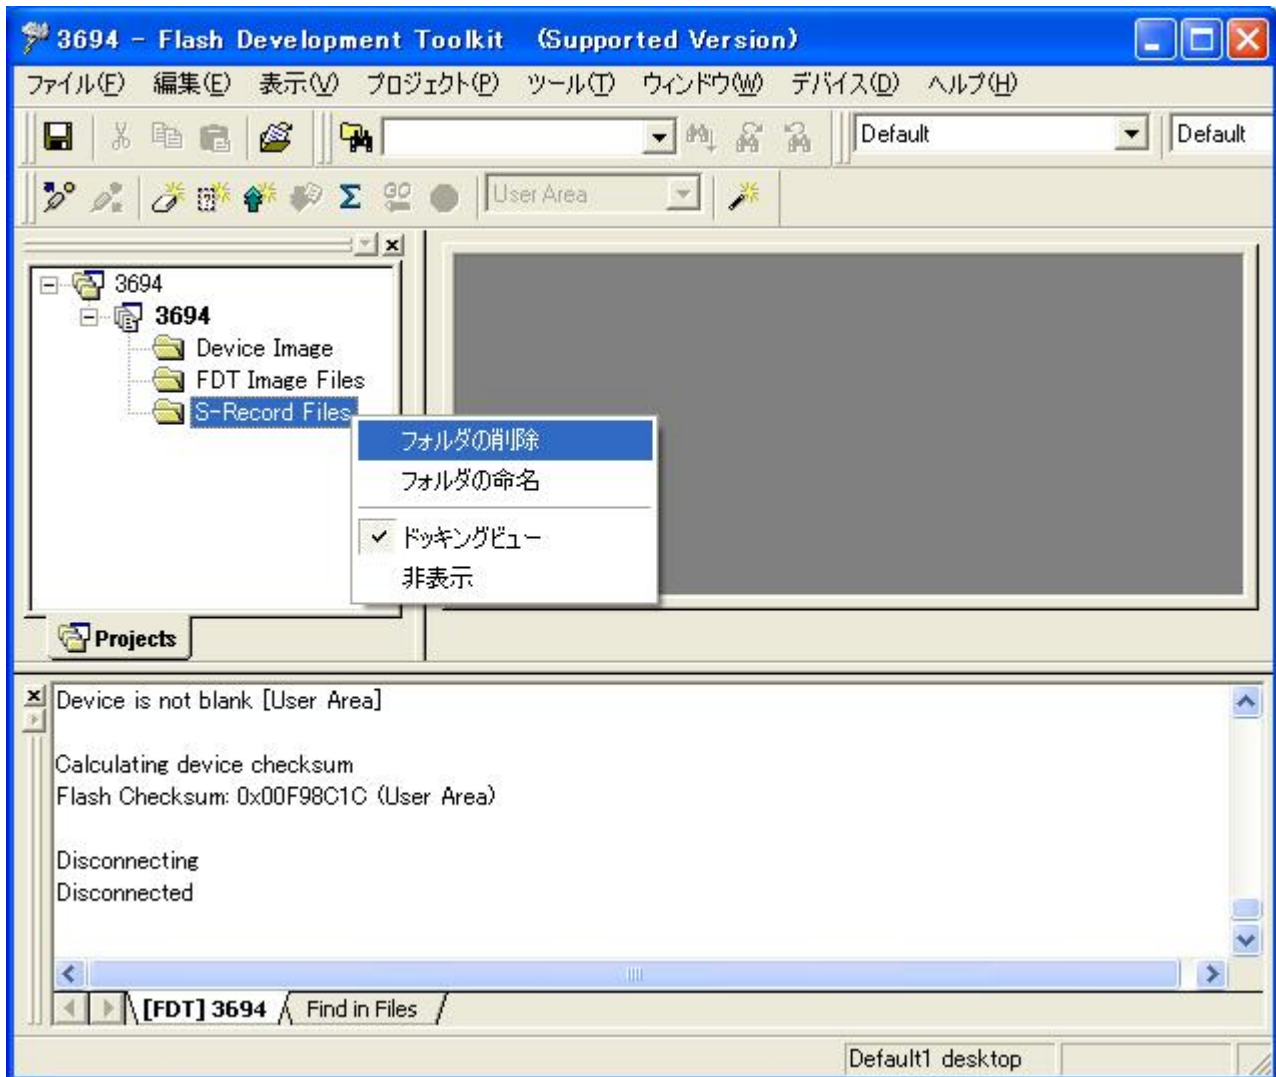 3694 - Flash Development Toolkit (Supported Version)
ファイル(F) 編集(E) 表示(V) プロジェクト(P) ツール(T) ウィンドウ(W) デバイス(D) ヘルプ(H)
Default Default
User Area
3694
3694
Device Image
FDT Image Files
S-Record Files
フォルダの削除
フォルダの命名
ドッキングビュー
非表示
Projects
Device is not blank [User Area]
Calculating device checksum
Flash Checksum: 0x00F98C1C (User Area)
Disconnecting
Disconnected
[FDT] 3694 Find in Files
Default1 desktop